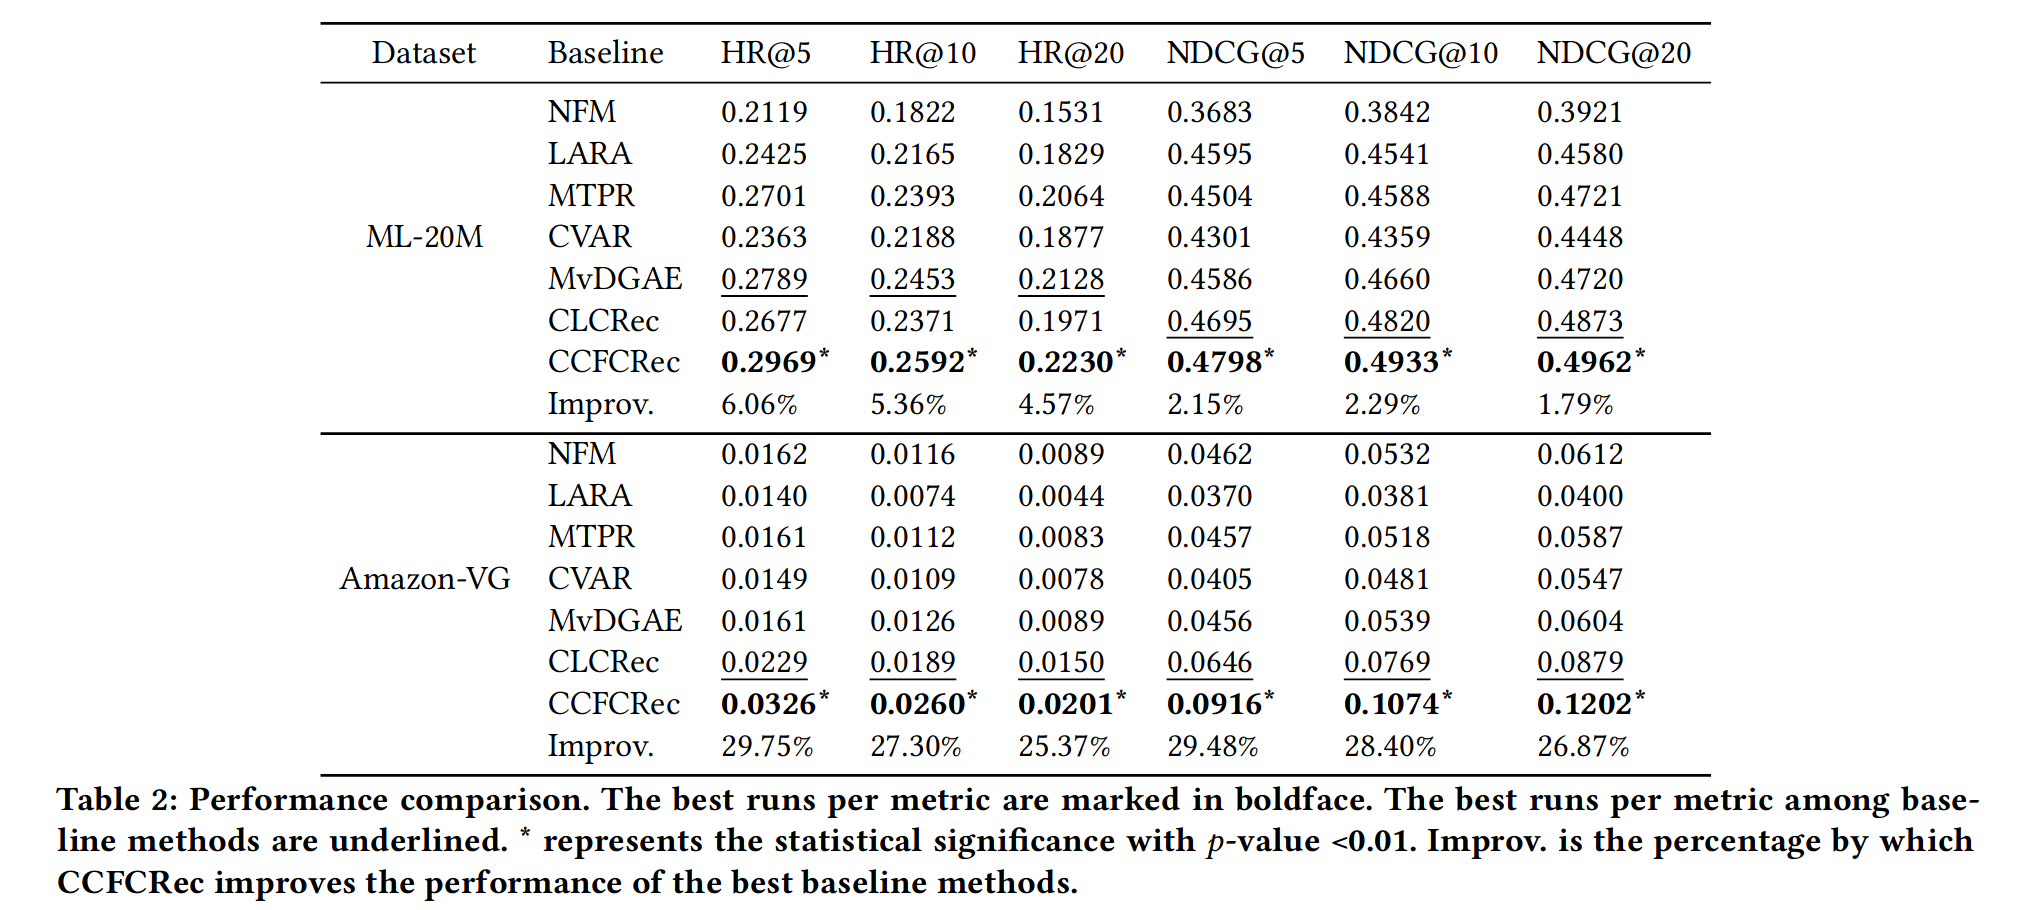 Dataset Baseline HR@5 HR@10 HR@20 NDCG@5 NDCG@10 NDCG@20
NFM 0.2119 0.1822 0.1531 0.3683 0.3842 0.3921
LARA 0.2425 0.2165 0.1829 0.4595 0.4541 0.4580
MTPR 0.2701 0.2393 0.2064 0.4504 0.4588 0.4721
ML-20M CVAR 0.2363 0.2188 0.1877 0.4301 0.4359 0.4448
MvDGAE 0.2789 0.2453 0.2128 0.4586 0.4660 0.4720
CLCRec 0.2677 0.2371 0.1971 0.4695 0.4820 0.4873
CCFCRec 0.2969* 0.2592* 0.2230* 0.4798* 0.4933* 0.4962*
Improv. 6.06% 5.36% 4.57% 2.15% 2.29% 1.79%
NFM 0.0162 0.0116 0.0089 0.0462 0.0532 0.0612
LARA 0.0140 0.0074 0.0044 0.0370 0.0381 0.0400
MTPR 0.0161 0.0112 0.0083 0.0457 0.0518 0.0587
Amazon-VG CVAR 0.0149 0.0109 0.0078 0.0405 0.0481 0.0547
MvDGAE 0.0161 0.0126 0.0089 0.0456 0.0539 0.0604
CLCRec 0.0229 0.0189 0.0150 0.0646 0.0769 0.0879
CCFCRec 0.0326* 0.0260* 0.0201* 0.0916* 0.1074* 0.1202*
Improv. 29.75% 27.30% 25.37% 29.48% 28.40% 26.87%
Table 2: Performance comparison. The best runs per metric are marked in boldface. The best runs per metric among base-
line methods are underlined. * represents the statistical significance with p-value <0.01. Improv. is the percentage by which
CCFCRec improves the performance of the best baseline methods.